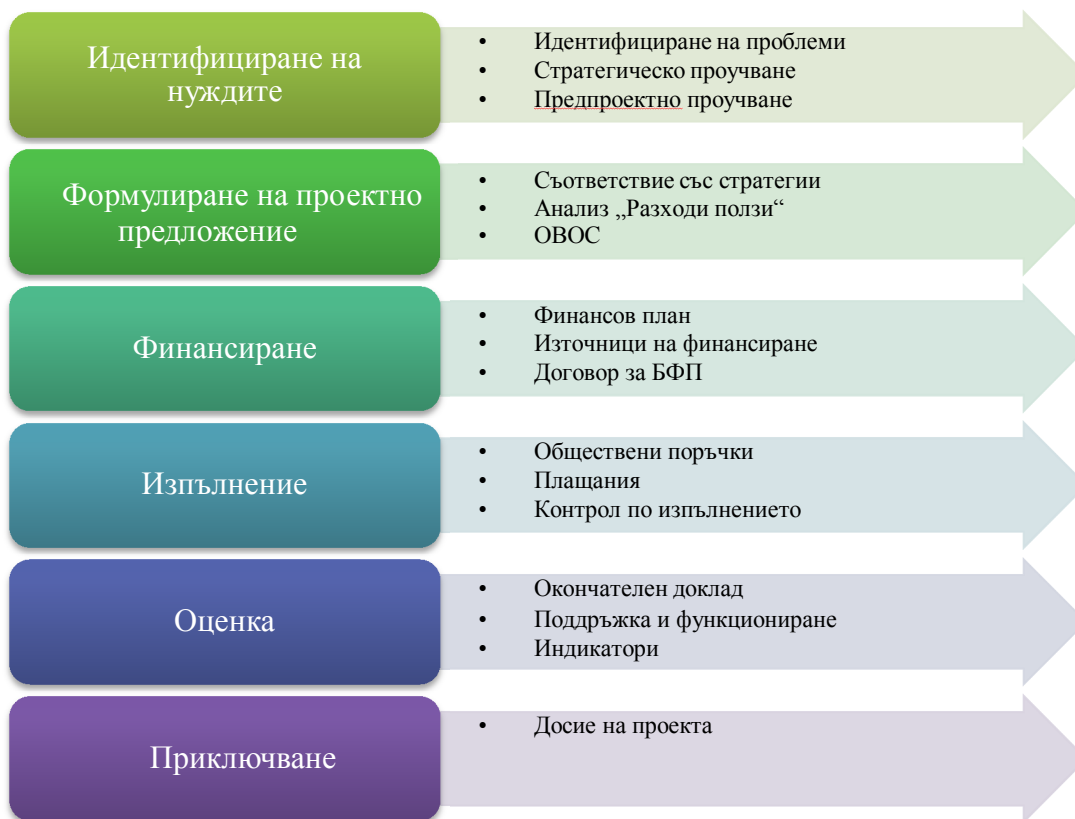 Идентифициране на
нуждите
• Идентифициране на проблеми
• Стратегическо проучване
• Предпроектно проучване
Формулиране на проектно
предложение
• Съответствие със стратегии
• Анализ „Разходи ползи“
• ОВОС
Финансиране
• Финансов план
• Източници на финансиране
• Договор за БФП
Изпълнение
• Обществени поръчки
• Плащания
• Контрол по изпълнението
Оценка
• Окончателен доклад
• Поддръжка и функциониране
• Индикатори
Приключване
• Досие на проекта